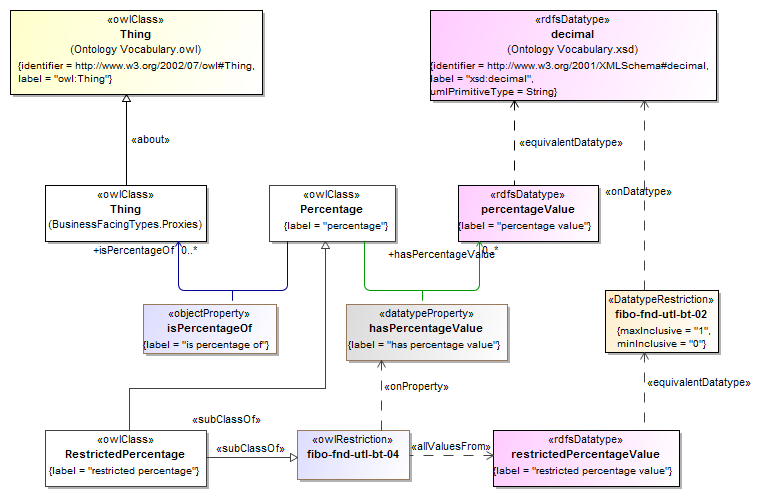 «owlClass»
Thing
(Ontology Vocabulary.owl)
{identifier = http://www.w3.org/2002/07/owl#Thing,
label = "owl:Thing"}
«rdfsDatatype»
decimal
(Ontology Vocabulary.xsd)
{identifier = http://www.w3.org/2001/XMLSchema#decimal,
label = "xsd:decimal",
umlPrimitiveType = String}
«about»
«equivalentDatatype»
«onDatatype»
«owlClass»
Thing
(BusinessFacingTypes.Proxies)
«owlClass»
Percentage
{label = "percentage"}
«rdfsDatatype»
percentageValue
{label = "percentage value"}
+isPercentageOf 0..*
+hasPercentageValue 0..*
«objectProperty»
isPercentageOf
{label = "is percentage of"}
«datatypeProperty»
hasPercentageValue
{label = "has percentage value"}
«DatatypeRestriction»
fibo-fnd-utl-bt-02
{maxInclusive = "1",
minInclusive = "0"}
«onProperty»
«equivalentDatatype»
«subClassOf»
«owlClass»
RestrictedPercentage
{label = "restricted percentage"}
«subClassOf»
«owlRestriction»
fibo-fnd-utl-bt-04
«allValuesFrom»
«rdfsDatatype»
restrictedPercentageValue
{label = "restricted percentage value"}